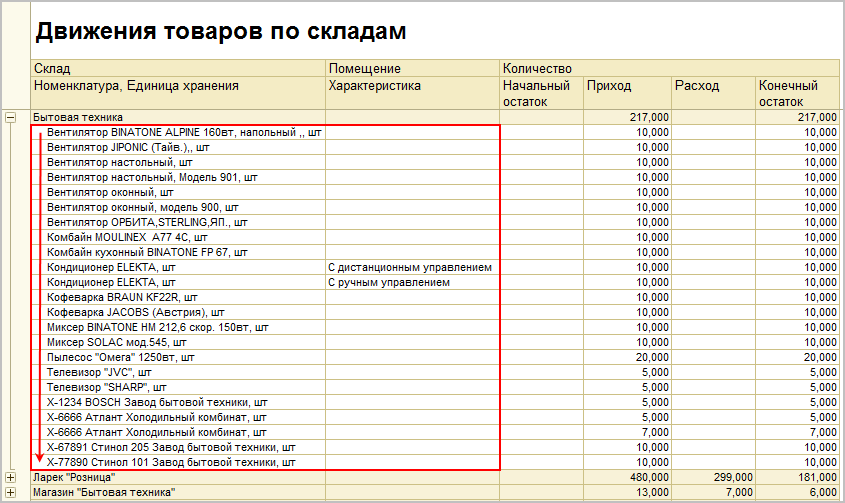 Движения товаров по складам
Склад Помещение Количество
Номенклатура, Единица хранения Характеристика Начальный остаток Приход Расход Конечный остаток
Бытовая техника 217,000 217,000
Вентилятор BINATONE ALPINE 160вт, напольный ,, шт 10,000 10,000
Вентилятор JIPONIC (Тайв.),, шт 10,000 10,000
Вентилятор настольный, шт 10,000 10,000
Вентилятор настольный, Модель 901, шт 10,000 10,000
Вентилятор оконный, шт 10,000 10,000
Вентилятор оконный, модель 900, шт 10,000 10,000
Вентилятор ОРБИТА,STERLING,ЯП., шт 10,000 10,000
Комбайн MOULINEX A77 4C, шт 10,000 10,000
Комбайн кухонный BINATONE FP 67, шт 10,000 10,000
Кондиционер ELEKTA, шт С дистанционным управлением 10,000 10,000
Кондиционер ELEKTA, шт С ручным управлением 10,000 10,000
Кофеварка BRAUN KF22R, шт 10,000 10,000
Кофеварка JACOBS (Австрия), шт 10,000 10,000
Миксер BINATONE HM 212,6 скор. 150вт, шт 10,000 10,000
Миксер SOLAC мод.545, шт 10,000 10,000
Пылесос "Омега" 1250вт, шт 20,000 20,000
Телевизор "JVC", шт 5,000 5,000
Телевизор "SHARP", шт 5,000 5,000
Х-1234 BOSCH Завод бытовой техники, шт 5,000 5,000
Х-6666 Атлант Холодильный комбинат, шт 5,000 5,000
Х-6666 Атлант Холодильный комбинат, шт 7,000 7,000
Х-67891 Стинол 205 Завод бытовой техники, шт 10,000 10,000
Х-77890 Стинол 101 Завод бытовой техники, шт 10,000 10,000
Ларек "Розница" 480,000 299,000 181,000
Магазин "Бытовая техника" 13,000 7,000 6,000